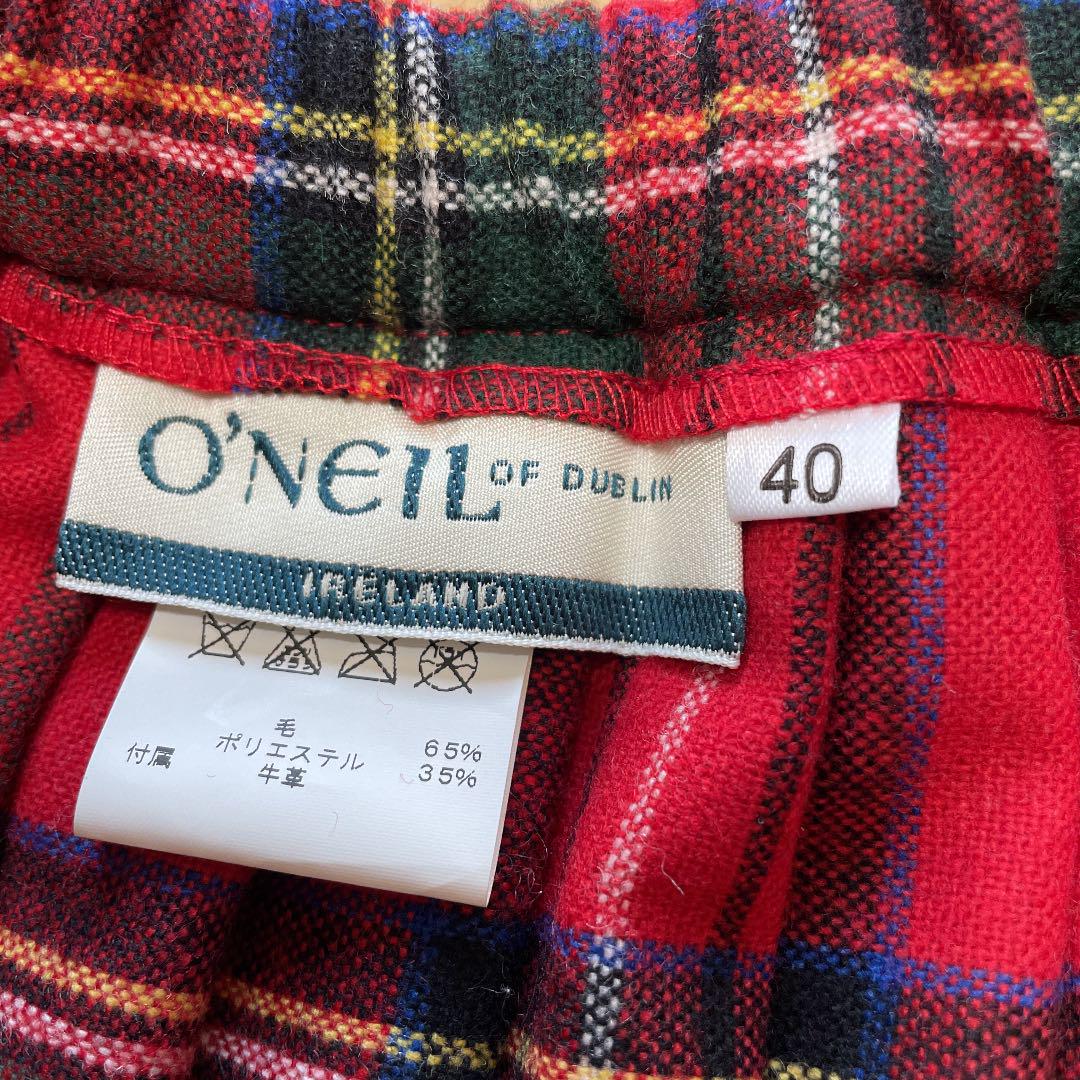 O'NEIL OF DUBLIN
40
IRELAND
毛 65%
ポリエステル 35%
付属 牛革